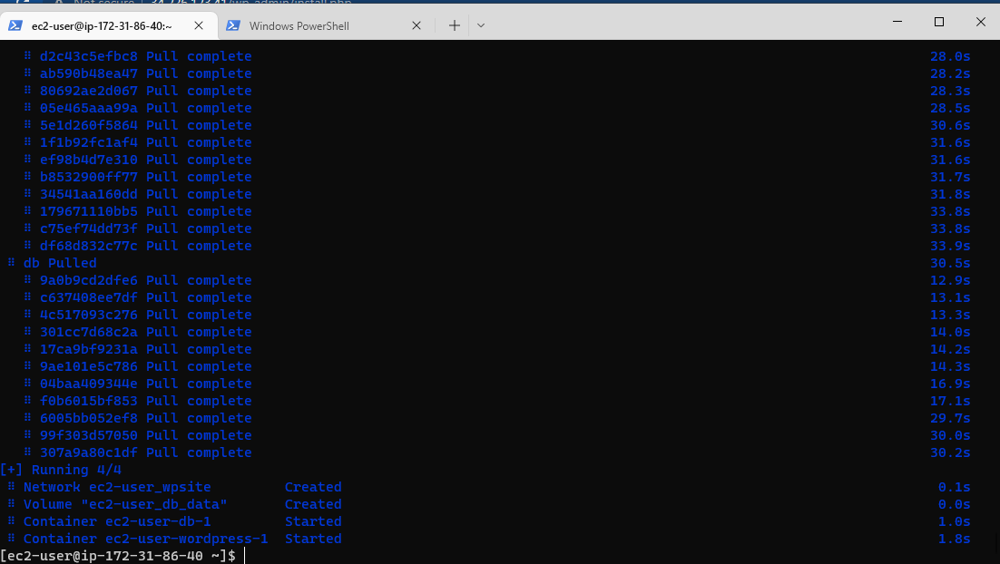 ec2-user@ip-172-31-86-40:~
Windows PowerShell
d2c43c5efbc8 Pull complete 28.0s
ab590b48ea47 Pull complete 28.2s
80692ae2d067 Pull complete 28.3s
05e465aaa99a Pull complete 28.5s
5e1d260f5864 Pull complete 30.6s
1f1b92fc1af4 Pull complete 31.6s
ef98b4d7e310 Pull complete 31.6s
b8532900ff77 Pull complete 31.7s
34541aa160dd Pull complete 31.8s
179671110bb5 Pull complete 33.8s
c75ef74dd73f Pull complete 33.8s
df68d832c77c Pull complete 33.9s
db Pulled 30.5s
9a0b9cd2dfe6 Pull complete 12.9s
c637408ee7df Pull complete 13.1s
4c517093c276 Pull complete 13.3s
301cc7d68c2a Pull complete 14.0s
17ca9bf9231a Pull complete 14.2s
9ae101e5c786 Pull complete 14.3s
04baa409344e Pull complete 16.9s
f0b6015bf853 Pull complete 17.1s
6005bb052ef8 Pull complete 29.7s
99f303d57050 Pull complete 30.0s
307a9a80c1df Pull complete 30.2s
[+] Running 4/4
Network ec2-user_wpsite Created 0.1s
Volume "ec2-user_db_data" Created 0.0s
Container ec2-user-db-1 Started 1.0s
Container ec2-user-wordpress-1 Started 1.8s
[ec2-user@ip-172-31-86-40 ~]$